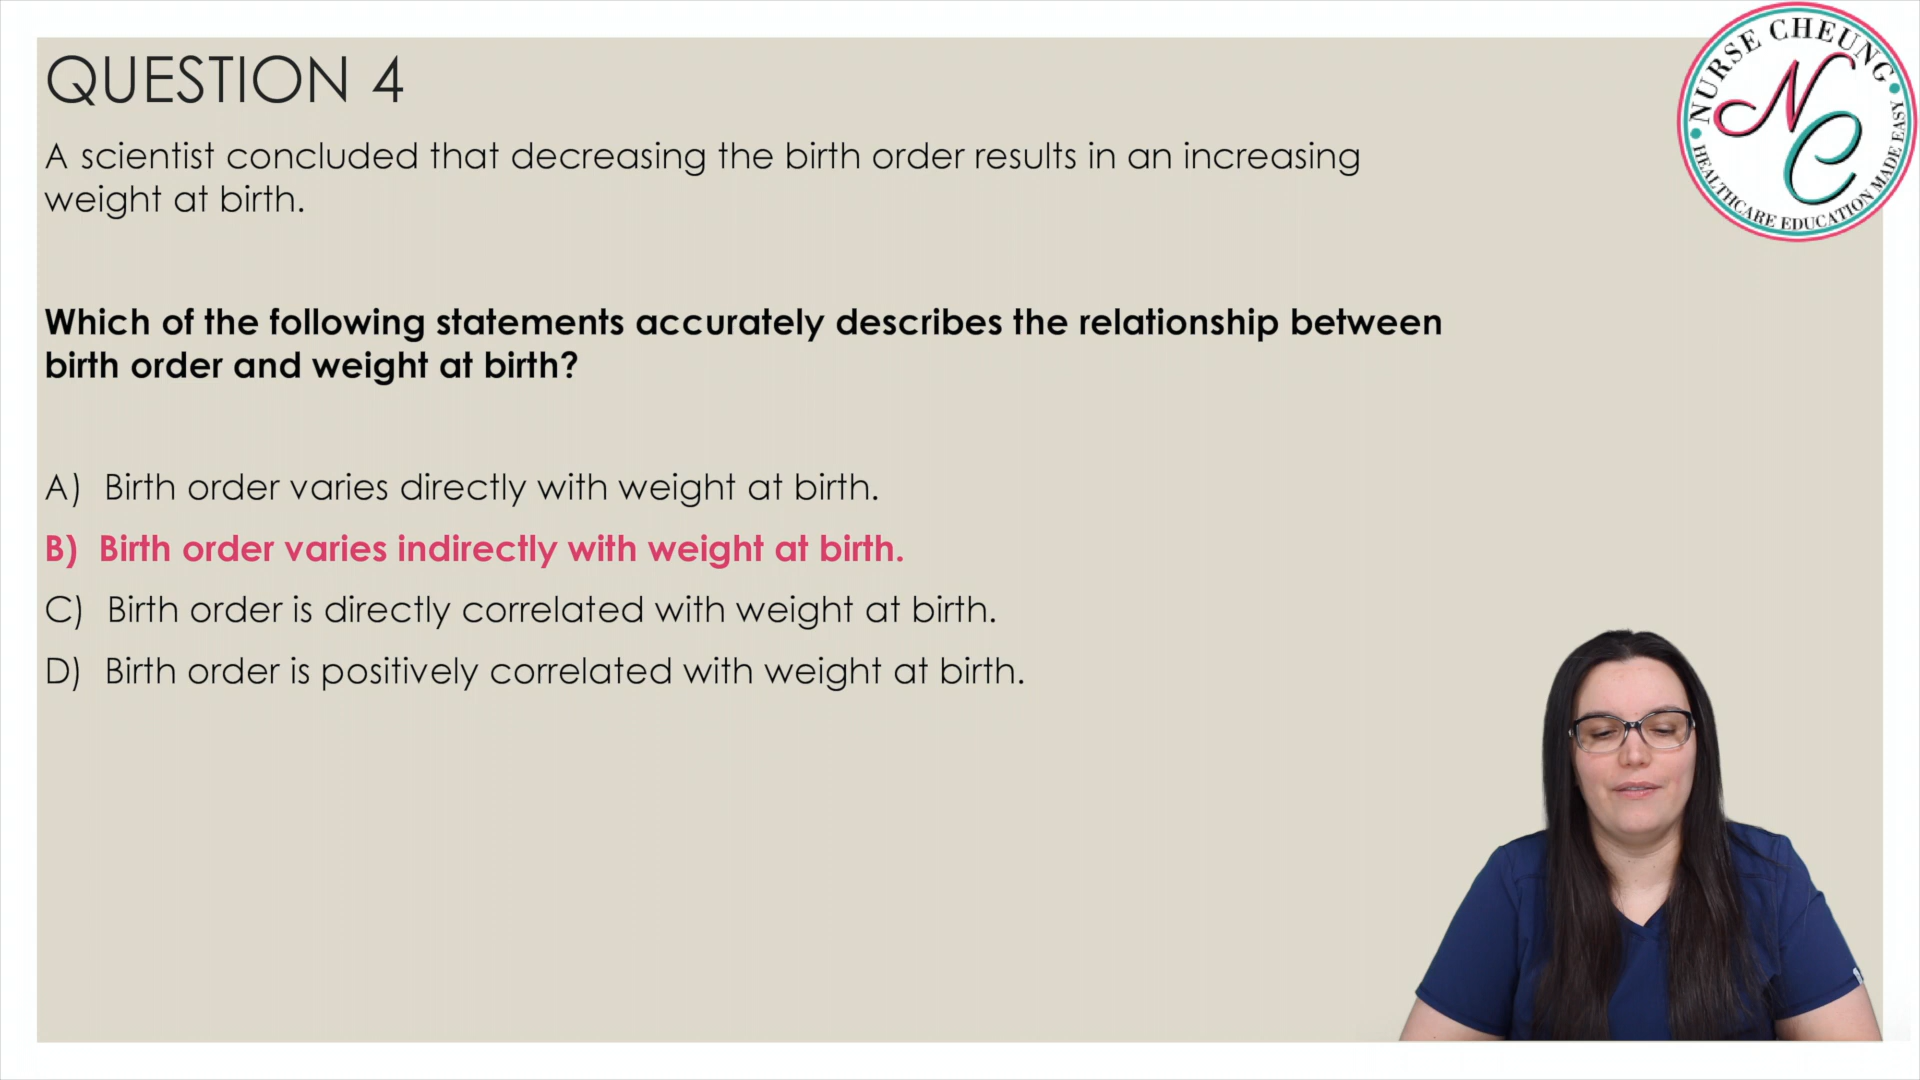 QUESTION 4
A scientist concluded that decreasing the birth order results in an increasing
weight at birth.
Which of the following statements accurately describes the relationship between
birth order and weight at birth?
A) Birth order varies directly with weight at birth.
B) Birth order varies indirectly with weight at birth.
C) Birth order is directly correlated with weight at birth.
D) Birth order is positively correlated with weight at birth.
NURSE CHEUNG
NC
HEALTHCARE EDUCATION MADE EASY